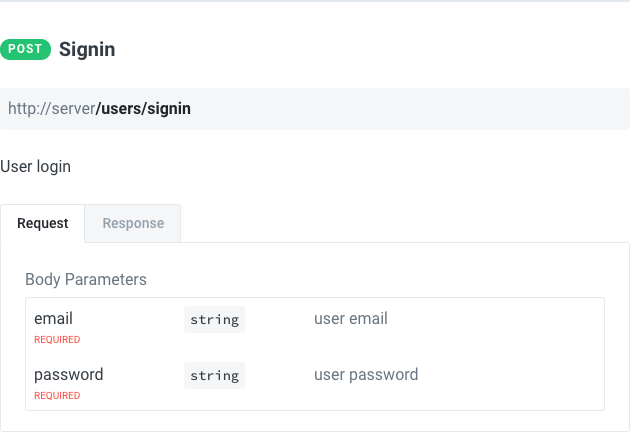 POST Signin
http://server/users/signin
User login
Request Response
Body Parameters
email string user email
REQUIRED
password string user password
REQUIRED